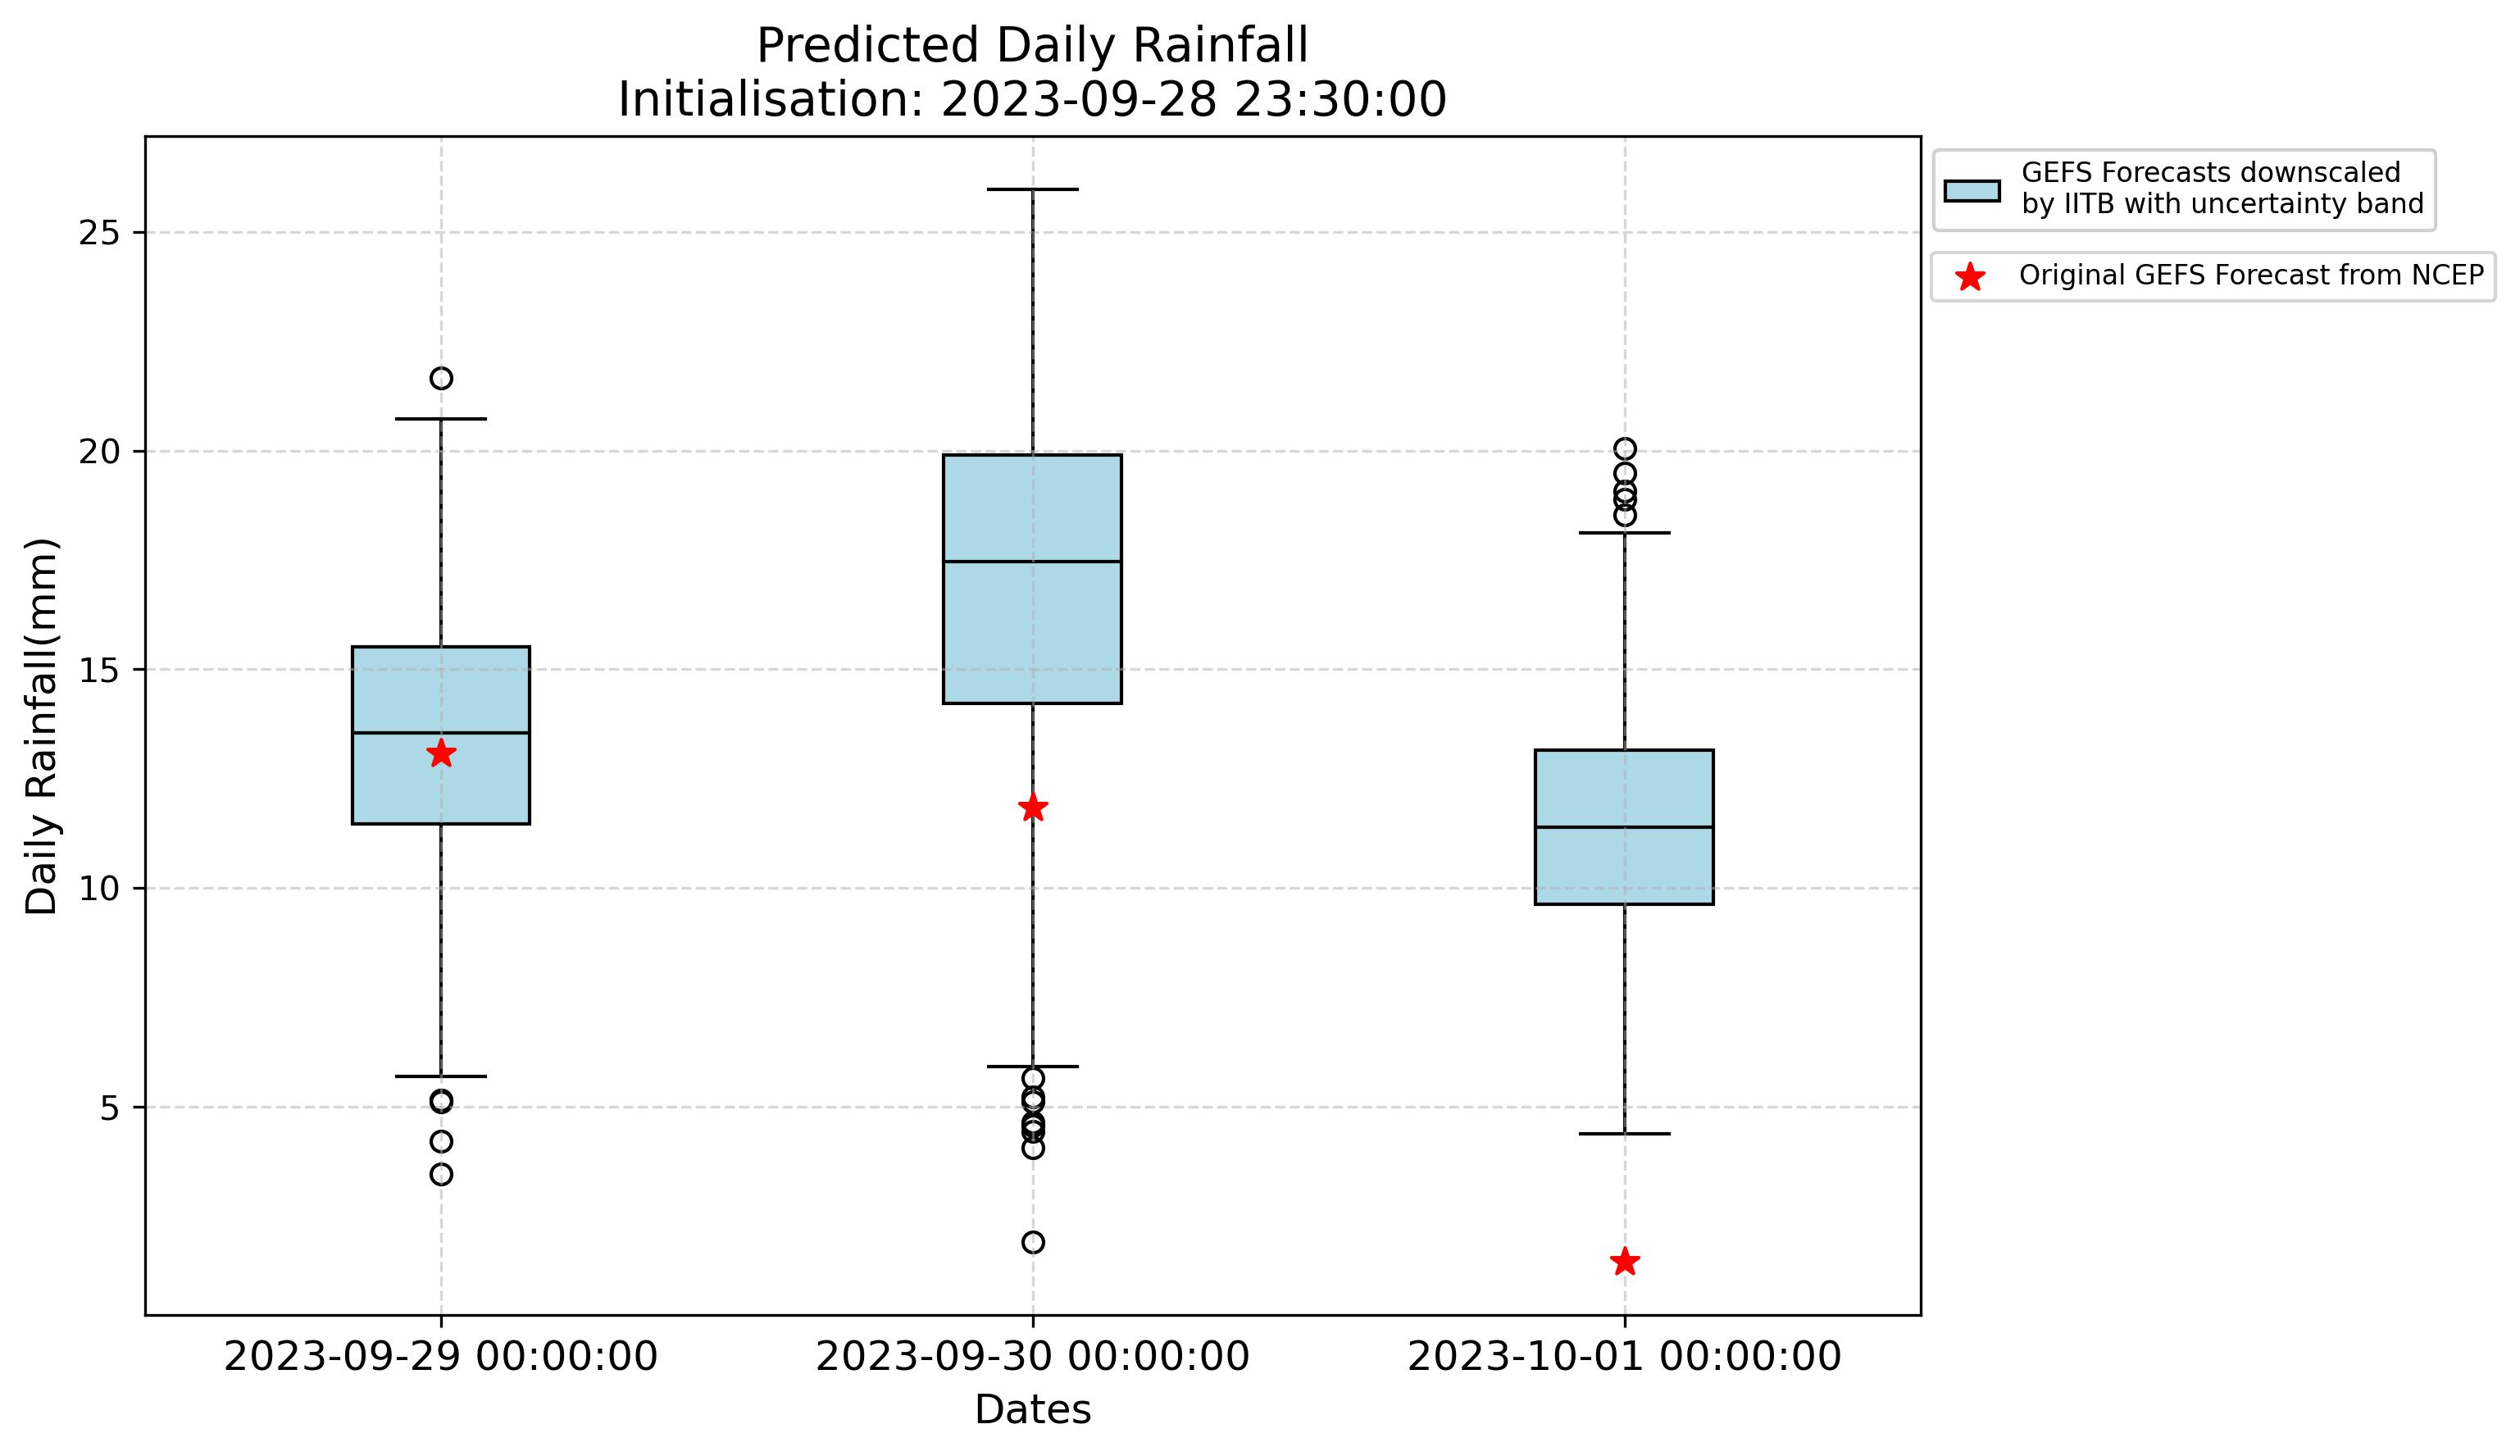 Predicted Daily Rainfall
Initialisation: 2023-09-28 23:30:00
GEFS Forecasts downscaled
by IITB with uncertainty band
Original GEFS Forecast from NCEP
Daily Rainfall(mm)
25
20
15
10
5
2023-09-29 00:00:00
2023-09-30 00:00:00
2023-10-01 00:00:00
Dates